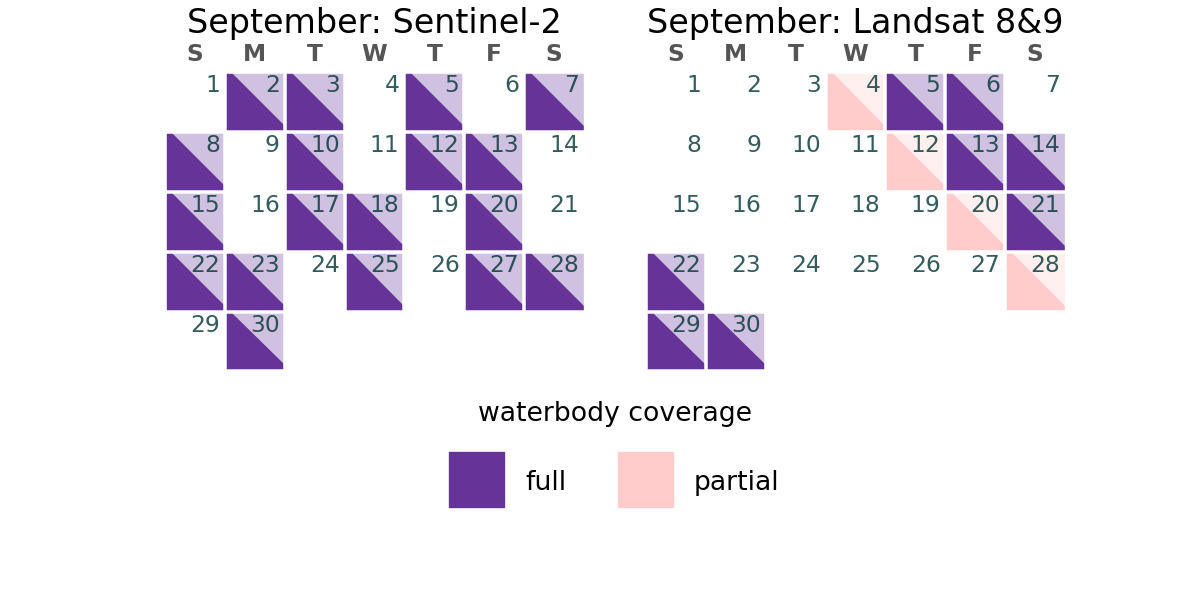 September: Sentinel-2
S M T W T F S
1 2 3 4 5 6 7
8 9 10 11 12 13 14
15 16 17 18 19 20 21
22 23 24 25 26 27 28
29 30
September: Landsat 8&9
S M T W T F S
1 2 3 4 5 6 7
8 9 10 11 12 13 14
15 16 17 18 19 20 21
22 23 24 25 26 27 28
29 30
waterbody coverage
full partial